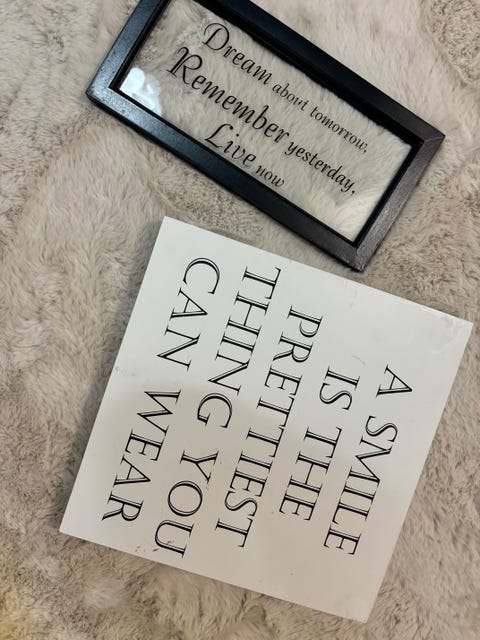 Dream about tomorrow,
Remember yesterday,
Live now
A SMILE
IS THE
PRETTIEST
THING YOU
CAN WEAR